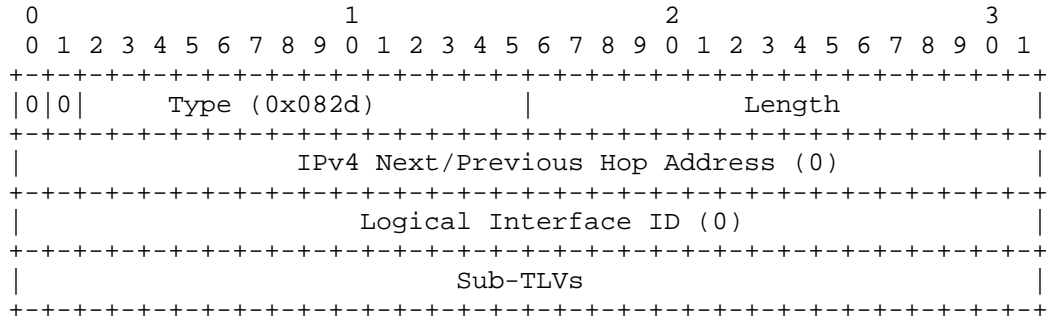 0                   1                   2                   3
 0 1 2 3 4 5 6 7 8 9 0 1 2 3 4 5 6 7 8 9 0 1 2 3 4 5 6 7 8 9 0 1
+-+-+-+-+-+-+-+-+-+-+-+-+-+-+-+-+-+-+-+-+-+-+-+-+-+-+-+-+-+-+-+-+
|0|0|     Type (0x082d)         |             Length            |
+-+-+-+-+-+-+-+-+-+-+-+-+-+-+-+-+-+-+-+-+-+-+-+-+-+-+-+-+-+-+-+-+
|                 IPv4 Next/Previous Hop Address (0)            |
+-+-+-+-+-+-+-+-+-+-+-+-+-+-+-+-+-+-+-+-+-+-+-+-+-+-+-+-+-+-+-+-+
|                     Logical Interface ID (0)                  |
+-+-+-+-+-+-+-+-+-+-+-+-+-+-+-+-+-+-+-+-+-+-+-+-+-+-+-+-+-+-+-+-+
|                           Sub-TLVs                            |
+-+-+-+-+-+-+-+-+-+-+-+-+-+-+-+-+-+-+-+-+-+-+-+-+-+-+-+-+-+-+-+-+